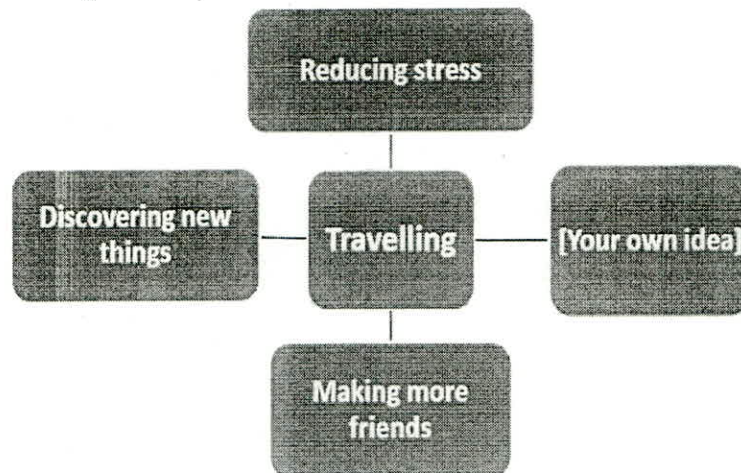 Reducing stress
Discovering new
things
Travelling
[Your own idea]
Making more
friends